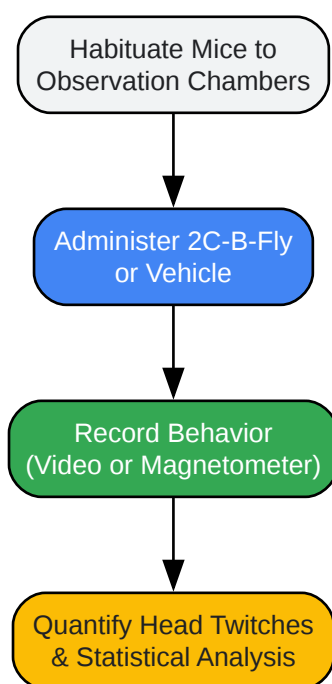 Habituate Mice to
Observation Chambers
Administer 2C-B-Fly
or Vehicle
Record Behavior
(Video or Magnetometer)
Quantify Head Twitches
& Statistical Analysis